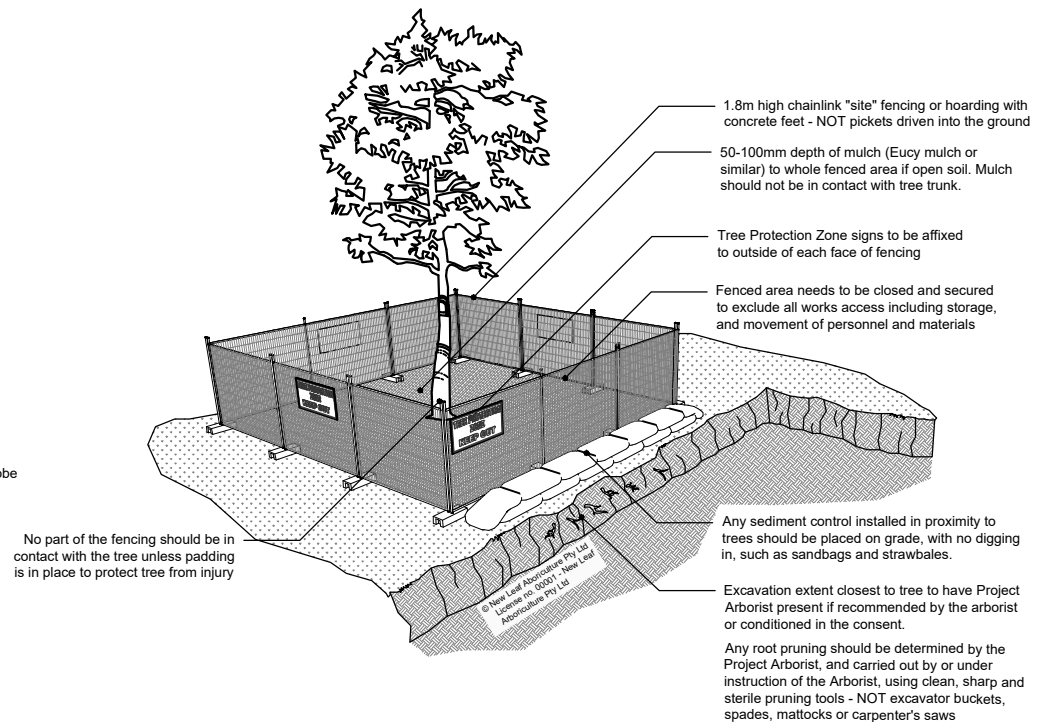 1.8m high chainlink "site" fencing or hoarding with
concrete feet - NOT pickets driven into the ground
50-100mm depth of mulch (Eucy mulch or
similar) to whole fenced area if open soil. Mulch
should not be in contact with tree trunk.
Tree Protection Zone signs to be affixed
to outside of each face of fencing
Fenced area needs to be closed and secured
to exclude all works access including storage,
and movement of personnel and materials
TREE PROTECTION
ZONE
KEEP OUT
TREE PROTECTION
ZONE
KEEP OUT
obe
No part of the fencing should be in
contact with the tree unless padding
is in place to protect tree from injury
© New Leaf Aboriculture Pty Ltd
License no. 00001 - New Leaf
Arboriculture Pty Ltd
Any sediment control installed in proximity to
trees should be placed on grade, with no digging
in, such as sandbags and strawbales.
Excavation extent closest to tree to have Project
Arborist present if recommended by the arborist
or conditioned in the consent.
Any root pruning should be determined by the
Project Arborist, and carried out by or under
instruction of the Arborist, using clean, sharp and
sterile pruning tools - NOT excavator buckets,
spades, mattocks or carpenter's saws